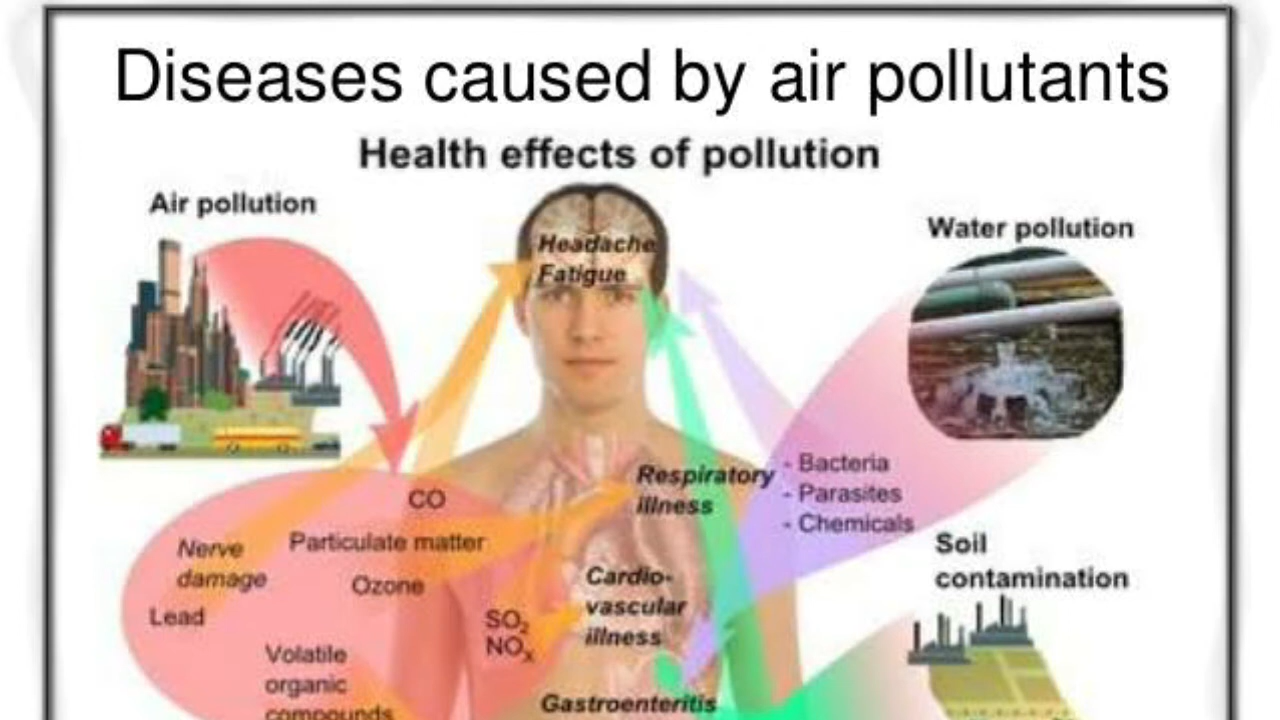 Diseases caused by air pollutants
Health effects of pollution
Air pollution
Water pollution
Headache
Fatigue
Respiratory
illness
- Bacteria
- Parasites
- Chemicals
CO
Nerve
damage
Particulate matter
Ozone
Lead
SO₂
NOₓ
Cardio-
vascular
illness
Soil
contamination
Volatile
organic
compounds
Gastroenteritis